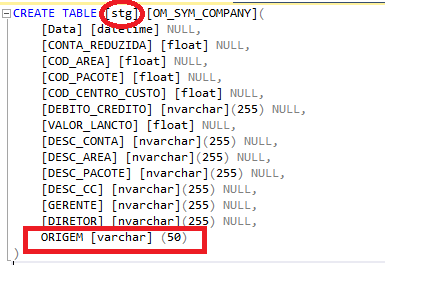 CREATE TABLE [stg].[OM_SYM_COMPANY](
[Data] [datetime] NULL,
[CONTA_REDUZIDA] [float] NULL,
[COD_AREA] [float] NULL,
[COD_PACOTE] [float] NULL,
[COD_CENTRO_CUSTO] [float] NULL,
[DEBITO_CREDITO] [nvarchar](255) NULL,
[VALOR_LANCTO] [float] NULL,
[DESC_CONTA] [nvarchar](255) NULL,
[DESC_AREA] [nvarchar](255) NULL,
[DESC_PACOTE] [nvarchar](255) NULL,
[DESC_CC] [nvarchar](255) NULL,
[GERENTE] [nvarchar](255) NULL,
[DIRETOR] [nvarchar](255) NULL,
ORIGEM [varchar] (50)
)